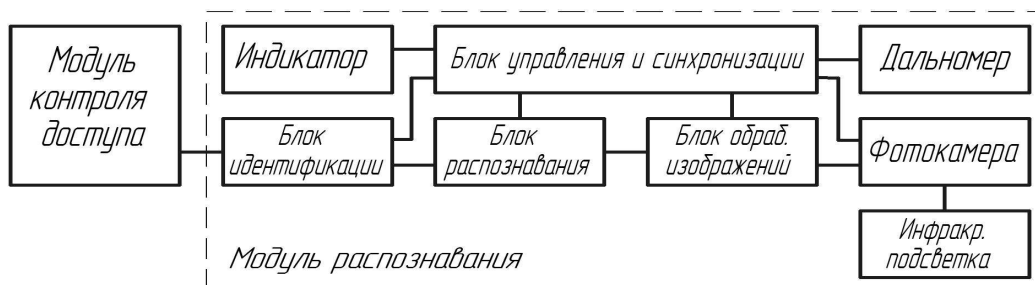 Модуль
контроля
доступа
Индикатор
Блок управления и синхронизации
Дальномер
Блок
идентификации
Блок
распознавания
Блок обраб.
изображений
Фотокамера
Инфракр.
подсветка
Модуль распознавания